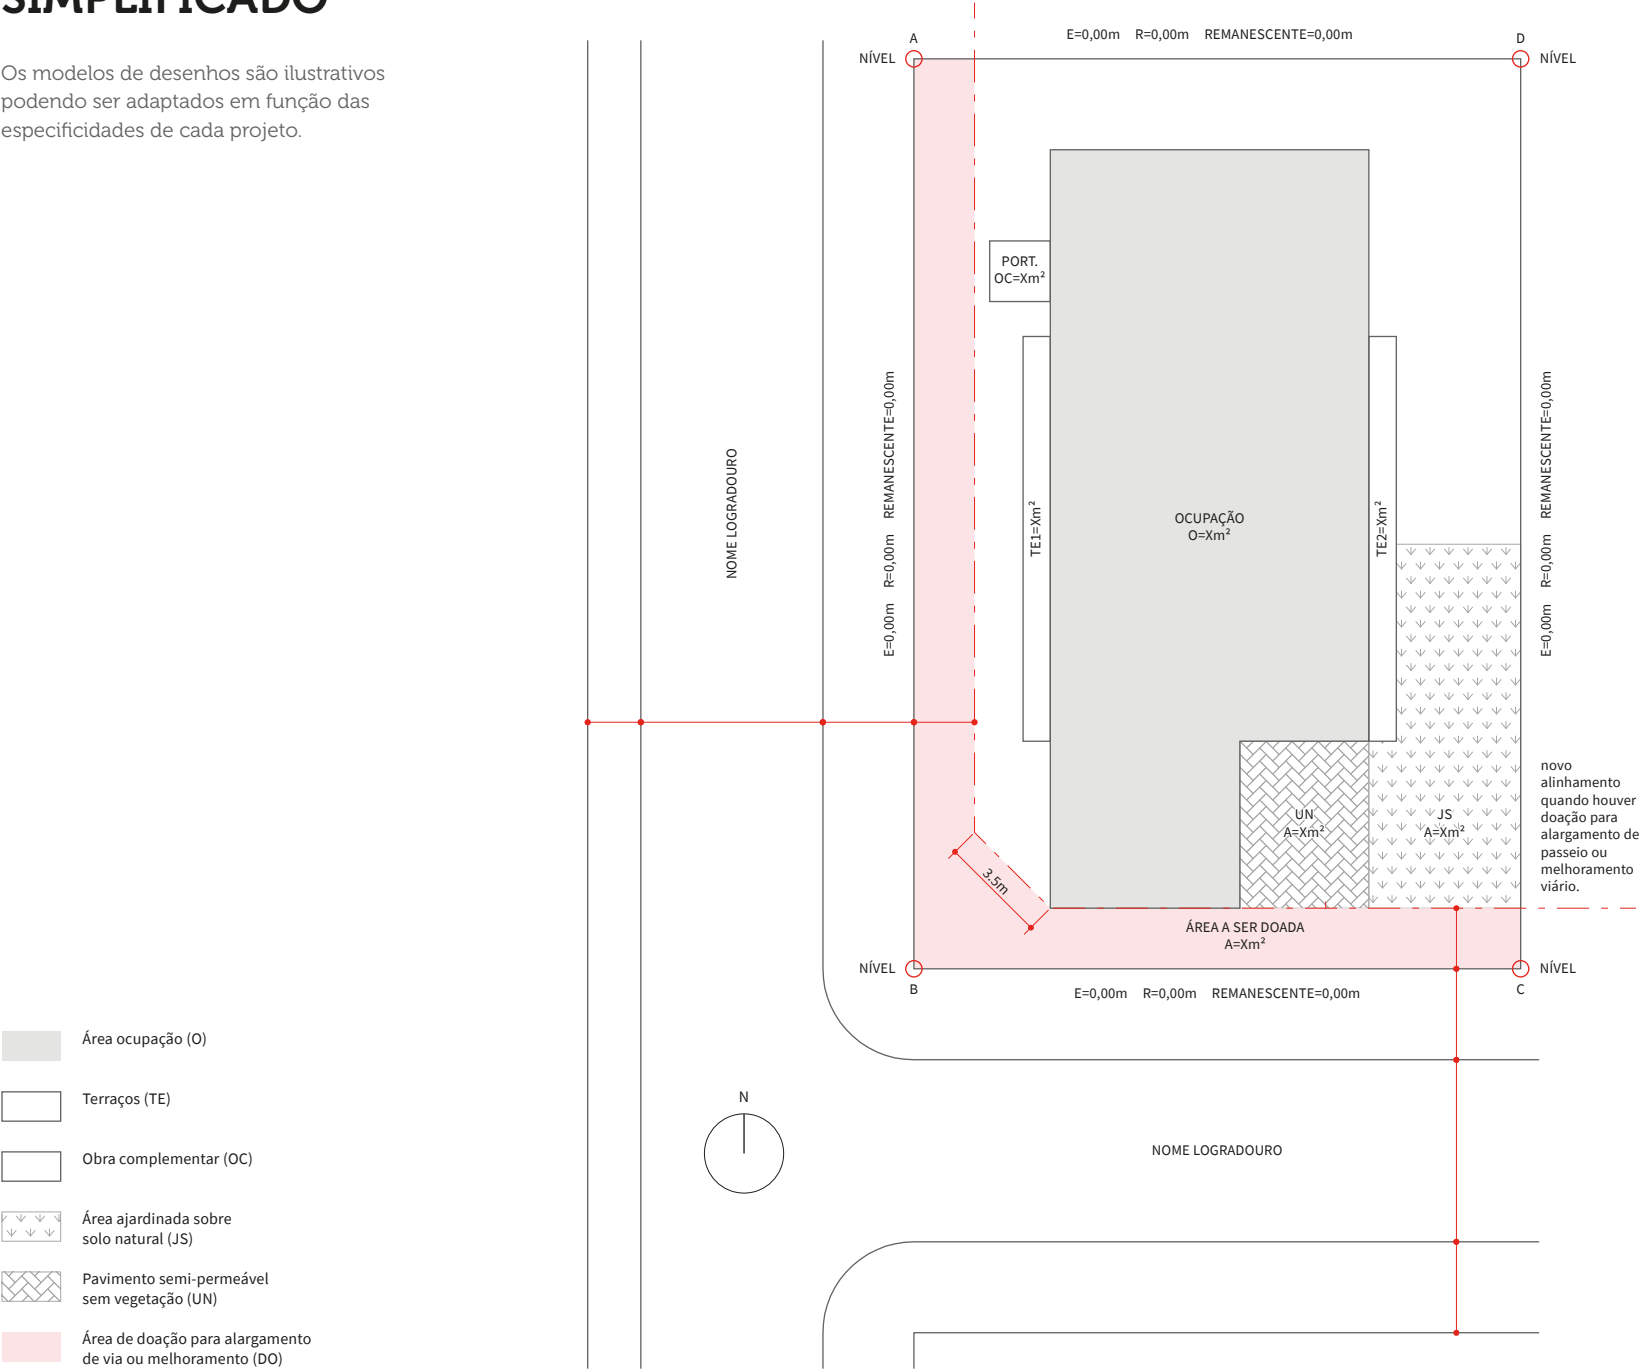 SIMPLIFICADO
Os modelos de desenhos são ilustrativos
podendo ser adaptados em função das
especificidades de cada projeto.
A
E=0,00m R=0,00m REMANESCENTE=0,00m
D
NÍVEL
NÍVEL
PORT.
OC=Xm²
NOME LOGRADOURO
E=0,00m R=0,00m REMANESCENTE=0,00m
TE1=Xm²
OCUPAÇÃO
O=Xm²
TE2=Xm²
E=0,00m R=0,00m REMANESCENTE=0,00m
UN
A=Xm²
JS
A=Xm²
novo
alinhamento
quando houver
doação para
alargamento de
passeio ou
melhoramento
viário.
3.5m
ÁREA A SER DOADA
A=Xm²
NÍVEL
NÍVEL
B
E=0,00m R=0,00m REMANESCENTE=0,00m
C
N
NOME LOGRADOURO
Área ocupação (O)
Terraços (TE)
Obra complementar (OC)
Área ajardinada sobre
solo natural (JS)
Pavimento semi-permeável
sem vegetação (UN)
Área de doação para alargamento
de via ou melhoramento (DO)